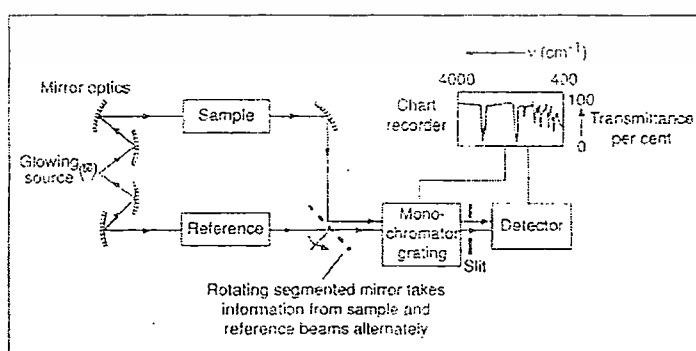 ν (cm⁻¹)
4000
400
Mirror optics
Sample
Chart
recorder
100
0
Transmittance
per cent
Glowing
source
Reference
Mono-
chromator
grating
Slit
Detector
Rotating segmented mirror takes
information from sample and
reference beams alternately